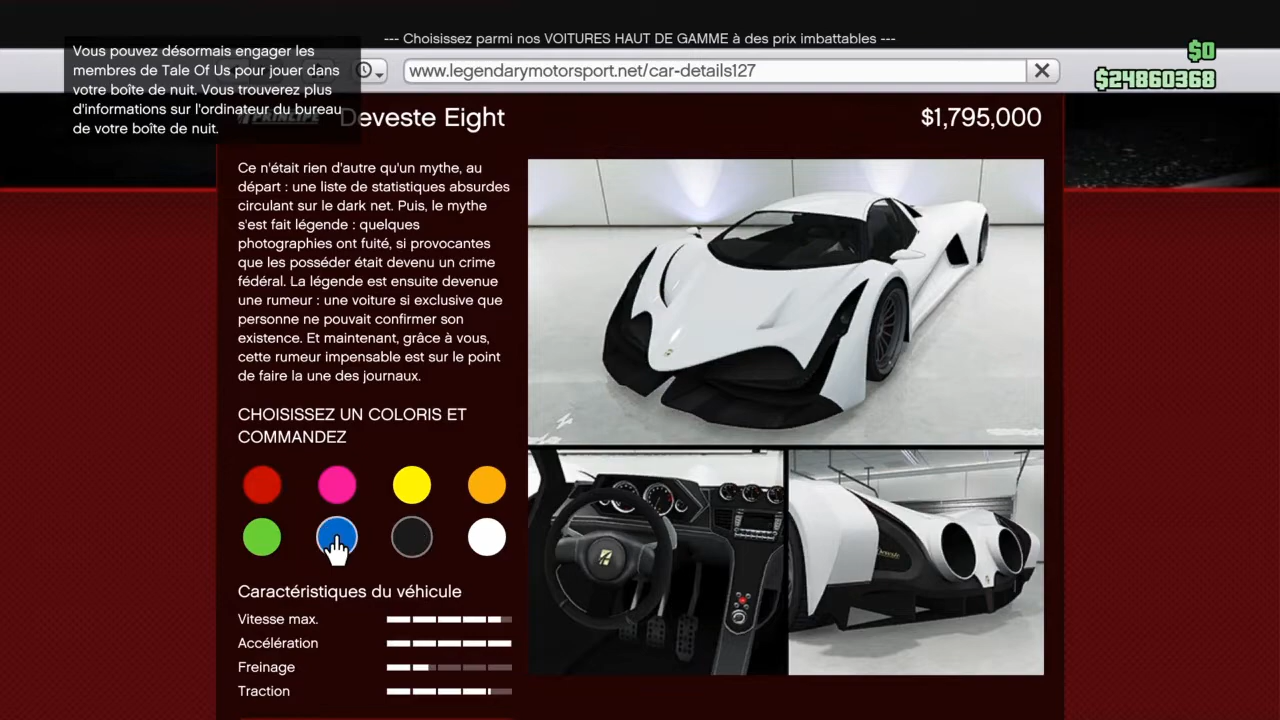 --- Choisissez parmi nos VOITURES HAUT DE GAMME à des prix imbattables ---
Vous pouvez désormais engager les
membres de Tale Of Us pour jouer dans
votre boîte de nuit. Vous trouverez plus
d'informations sur l'ordinateur du bureau
de votre boîte de nuit.
www.legendarymotorsport.net/car-details127
$0
$24860368
PRINCIPE
Deveste Eight
$1,795,000
Ce n'était rien d'autre qu'un mythe, au
départ : une liste de statistiques absurdes
circulant sur le dark net. Puis, le mythe
s'est fait légende : quelques
photographies ont fuité, si provocantes
que les posséder était devenu un crime
fédéral. La légende est ensuite devenue
une rumeur : une voiture si exclusive que
personne ne pouvait confirmer son
existence. Et maintenant, grâce à vous,
cette rumeur impensable est sur le point
de faire la une des journaux.
CHOISISSEZ UN COLORIS ET
COMMANDEZ
Caractéristiques du véhicule
Vitesse max.
Accélération
Freinage
Traction